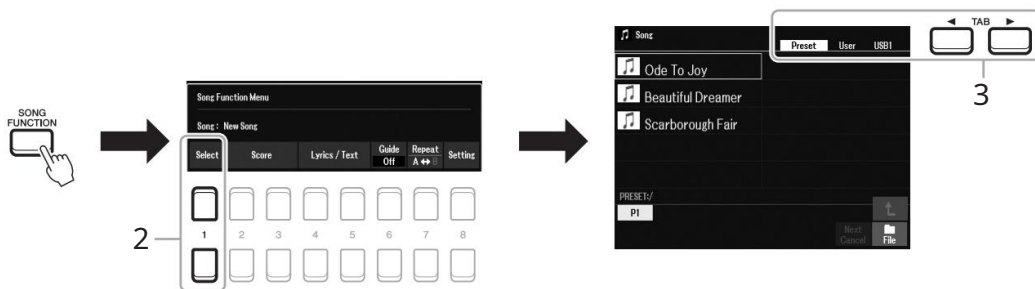 SONG
FUNCTION
Song Function Menu
Song : New Song
Select Score Lyrics / Text Guide Off Repeat A ↔ B Setting
1 2 3 4 5 6 7 8
2
Song
Preset User USB1
Ode To Joy
Beautiful Dreamer
Scarborough Fair
PRESET:/
P1
Next
Cancel
File
◄ TAB ►
3